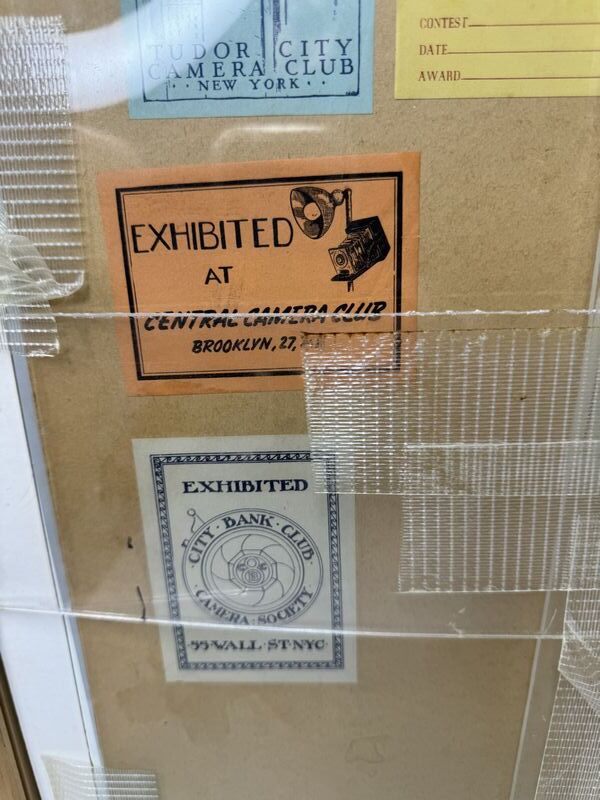 TUDOR CITY
CAMERA CLUB
·· NEW YORK ··
CONTEST
DATE
AWARD
EXHIBITED
AT
CENTRAL CAMERA CLUB
BROOKLYN, 27,
EXHIBITED
CITY · BANK · CLUB
CAMERA · SOCIETY
·55·WALL·ST·NYC·